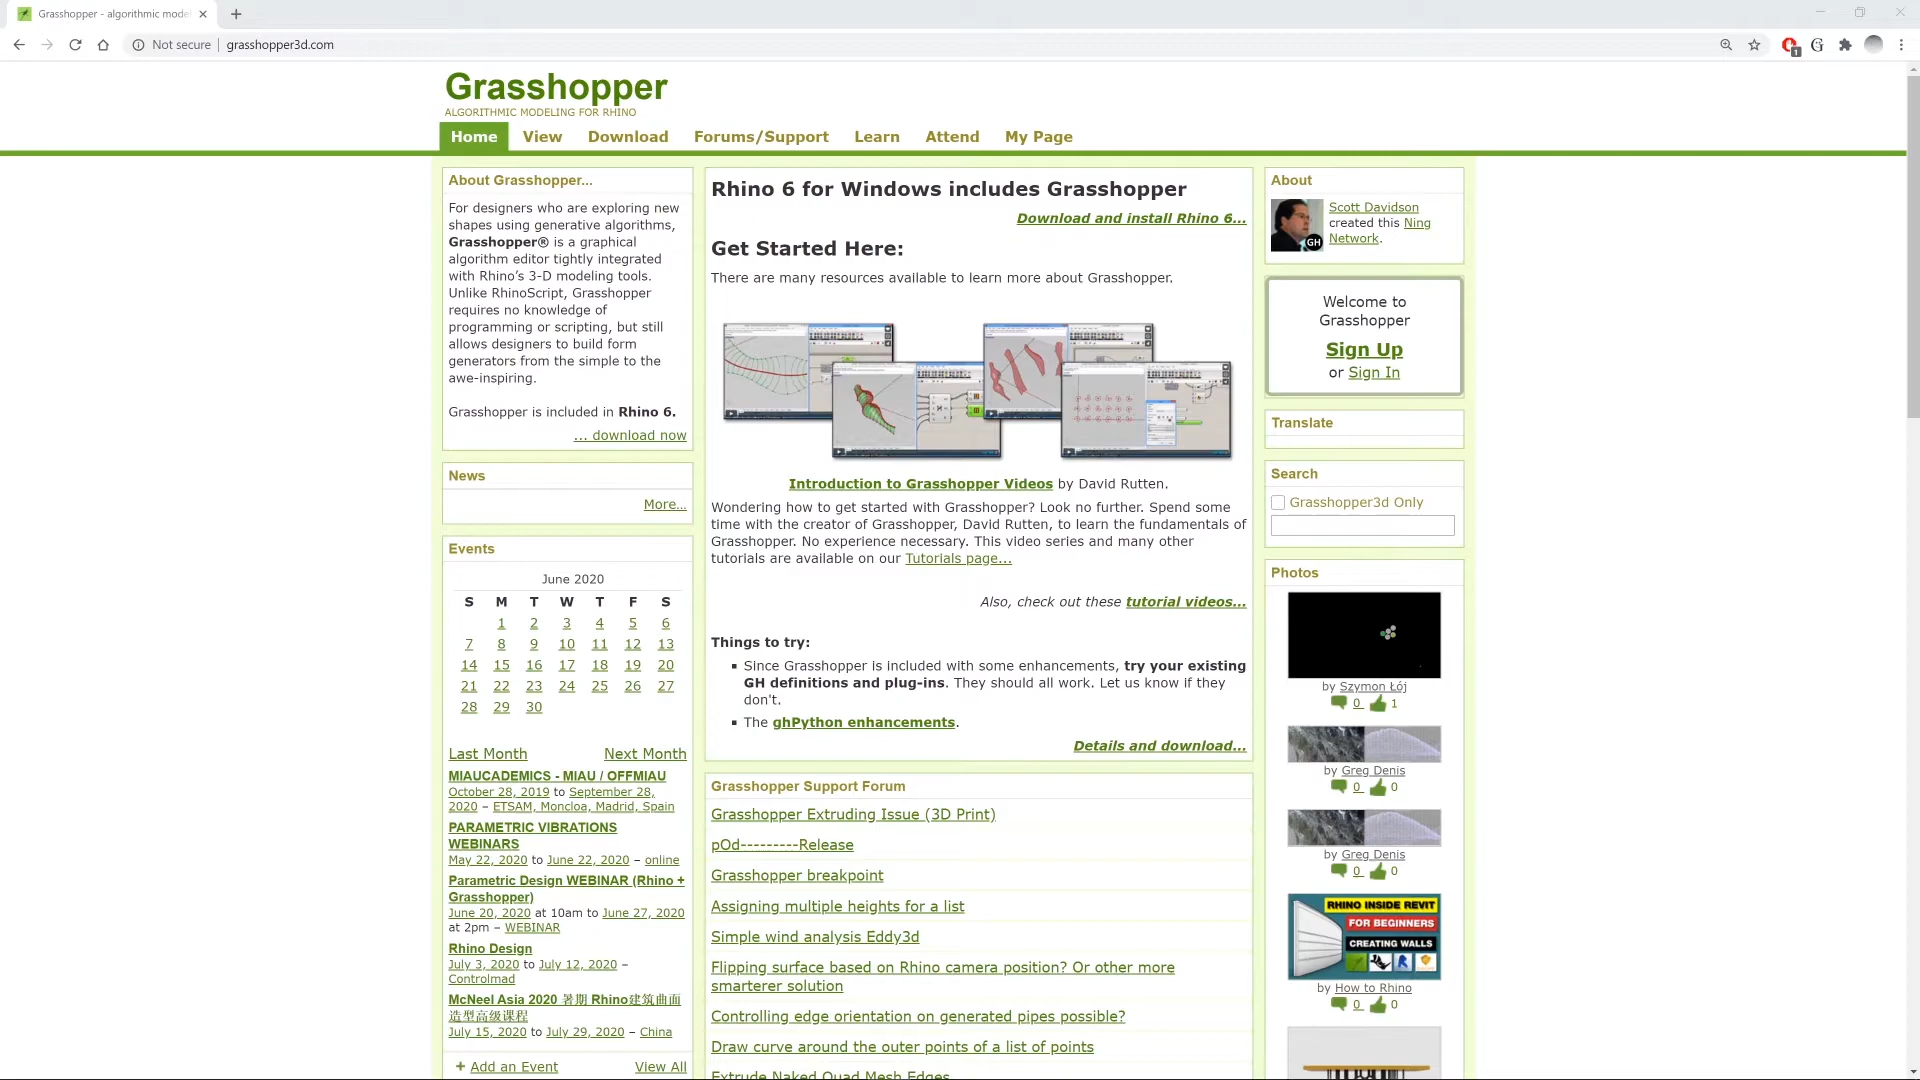 Grasshopper - algorithmic mode
Not secure
grasshopper3d.com
Grasshopper
ALGORITHMIC MODELING FOR RHINO
Home
View
Download
Forums/Support
Learn
Attend
My Page
About Grasshopper...
For designers who are exploring new
shapes using generative algorithms,
Grasshopper® is a graphical
algorithm editor tightly integrated
with Rhino’s 3-D modeling tools.
Unlike RhinoScript, Grasshopper
requires no knowledge of
programming or scripting, but still
allows designers to build form
generators from the simple to the
awe-inspiring.
Grasshopper is included in Rhino 6.
... download now
News
More...
Events
June 2020
S M T W T F S
1 2 3 4 5 6
7 8 9 10 11 12 13
14 15 16 17 18 19 20
21 22 23 24 25 26 27
28 29 30
Last Month
Next Month
MIAUCADEMICS - MIAU / OFFMIAU
October 28, 2019 to September 28,
2020 – ETSAM, Moncloa, Madrid, Spain
PARAMETRIC VIBRATIONS
WEBINARS
May 22, 2020 to June 22, 2020 – online
Parametric Design WEBINAR (Rhino +
Grasshopper)
June 20, 2020 at 10am to June 27, 2020
at 2pm – WEBINAR
Rhino Design
July 3, 2020 to July 12, 2020 –
Controlmad
McNeel Asia 2020 暑期 Rhino建筑曲面
造型高级课程
July 15, 2020 to July 29, 2020 – China
+ Add an Event
View All
Rhino 6 for Windows includes Grasshopper
Download and install Rhino 6...
Get Started Here:
There are many resources available to learn more about Grasshopper.
Introduction to Grasshopper Videos by David Rutten.
Wondering how to get started with Grasshopper? Look no further. Spend some
time with the creator of Grasshopper, David Rutten, to learn the fundamentals of
Grasshopper. No experience necessary. This video series and many other
tutorials are available on our Tutorials page...
Also, check out these tutorial videos...
Things to try:
Since Grasshopper is included with some enhancements, try your existing
GH definitions and plug-ins. They should all work. Let us know if they
don't.
The ghPython enhancements.
Details and download...
Grasshopper Support Forum
Grasshopper Extruding Issue (3D Print)
pOd---------Release
Grasshopper breakpoint
Assigning multiple heights for a list
Simple wind analysis Eddy3d
Flipping surface based on Rhino camera position? Or other more
smarterer solution
Controlling edge orientation on generated pipes possible?
Draw curve around the outer points of a list of points
Extrude Naked Quad Mesh Edges
About
Scott Davidson
created this Ning
Network.
GH
Welcome to
Grasshopper
Sign Up
or Sign In
Translate
Search
Grasshopper3d Only
Photos
by Szymon Łój
0 1
by Greg Denis
0 0
by Greg Denis
0 0
RHINO INSIDE REVIT
FOR BEGINNERS
CREATING WALLS
by How to Rhino
0 0